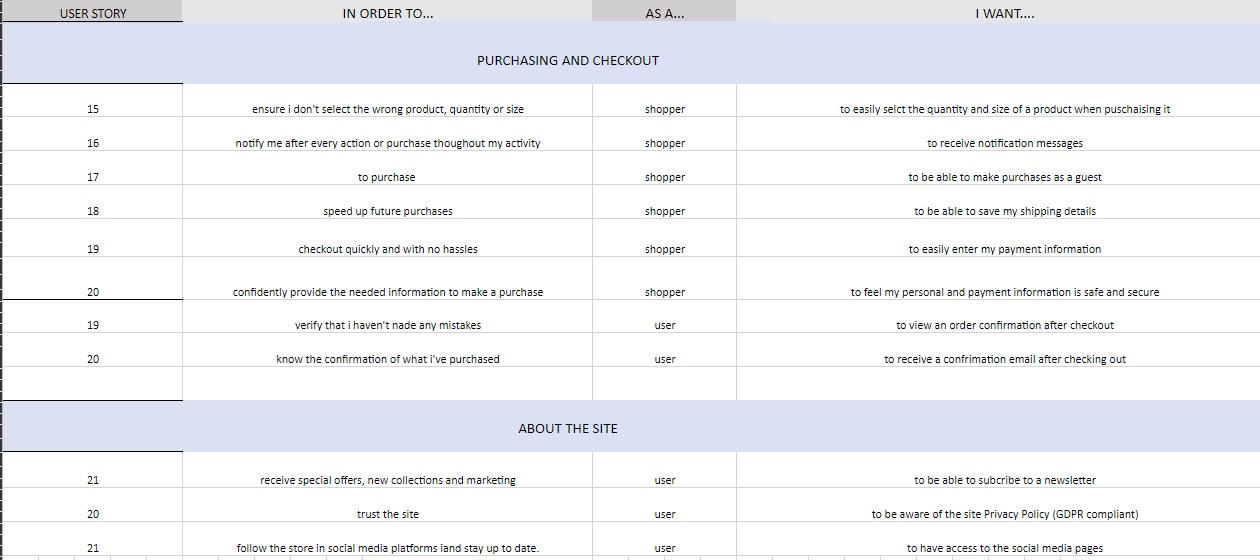 USER STORY IN ORDER TO... AS A... I WANT....
PURCHASING AND CHECKOUT
15 ensure i don't select the wrong product, quantity or size shopper to easily selct the quantity and size of a product when puschaising it
16 notify me after every action or purchase thoughout my activity shopper to receive notification messages
17 to purchase shopper to be able to make purchases as a guest
18 speed up future purchases shopper to be able to save my shipping details
19 checkout quickly and with no hassles shopper to easily enter my payment information
20 confidently provide the needed information to make a purchase shopper to feel my personal and payment information is safe and secure
19 verify that i haven't nade any mistakes user to view an order confirmation after checkout
20 know the confirmation of what i've purchased user to receive a confrimation email after checking out
ABOUT THE SITE
21 receive special offers, new collections and marketing user to be able to subcribe to a newsletter
20 trust the site user to be aware of the site Privacy Policy (GDPR compliant)
21 follow the store in social media platforms iand stay up to date. user to have access to the social media pages